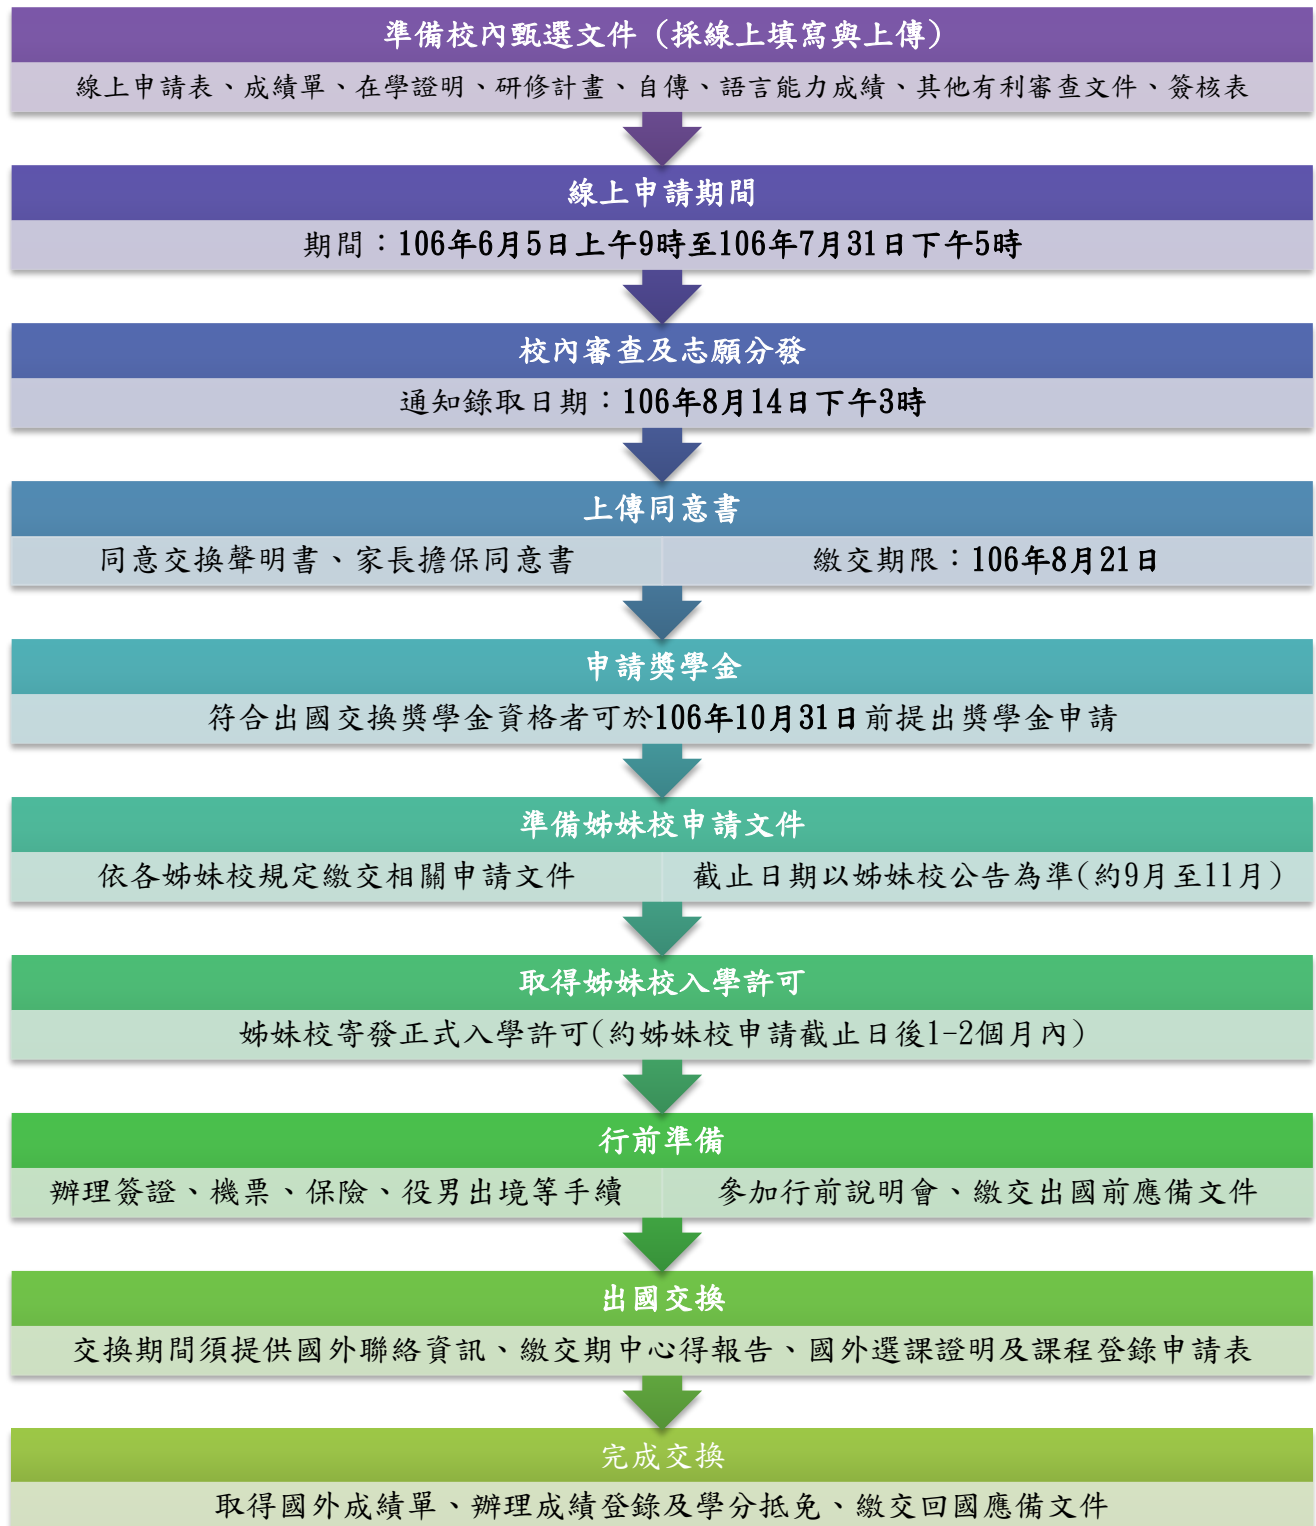 準備校內甄選文件（採線上填寫與上傳）
線上申請表、成績單、在學證明、研修計畫、自傳、語言能力成績、其他有利審查文件、簽核表
線上申請期間
期間：106年6月5日上午9時至106年7月31日下午5時
校內審查及志願分發
通知錄取日期：106年8月14日下午3時
上傳同意書
同意交換聲明書、家長擔保同意書
繳交期限：106年8月21日
申請獎學金
符合出國交換獎學金資格者可於106年10月31日前提出獎學金申請
準備姊妹校申請文件
依各姊妹校規定繳交相關申請文件
截止日期以姊妹校公告為準(約9月至11月)
取得姊妹校入學許可
姊妹校寄發正式入學許可(約姊妹校申請截止日後1-2個月內)
行前準備
辦理簽證、機票、保險、役男出境等手續
參加行前說明會、繳交出國前應備文件
出國交換
交換期間須提供國外聯絡資訊、繳交期中心得報告、國外選課證明及課程登錄申請表
完成交換
取得國外成績單、辦理成績登錄及學分抵免、繳交回國應備文件